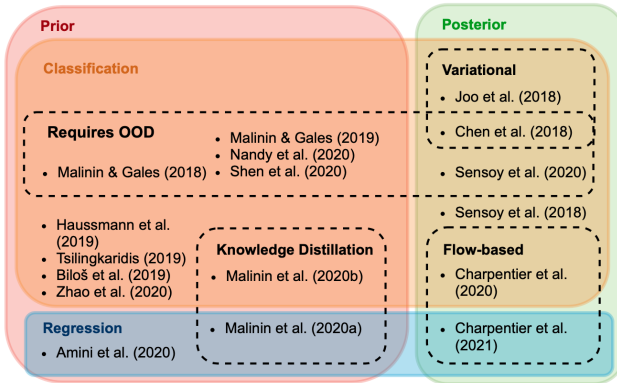 Prior
Posterior
Classification
Variational
• Joo et al. (2018)
Requires OOD
• Malinin & Gales (2018)
• Malinin & Gales (2019)
• Nandy et al. (2020)
• Shen et al. (2020)
• Chen et al. (2018)
• Sensoy et al. (2020)
• Sensoy et al. (2018)
• Haussmann et al.
(2019)
• Tsilingkaridis (2019)
• Biloš et al. (2019)
• Zhao et al. (2020)
Knowledge Distillation
• Malinin et al. (2020b)
• Malinin et al. (2020a)
Flow-based
• Charpentier et al.
(2020)
• Charpentier et al.
(2021)
Regression
• Amini et al. (2020)